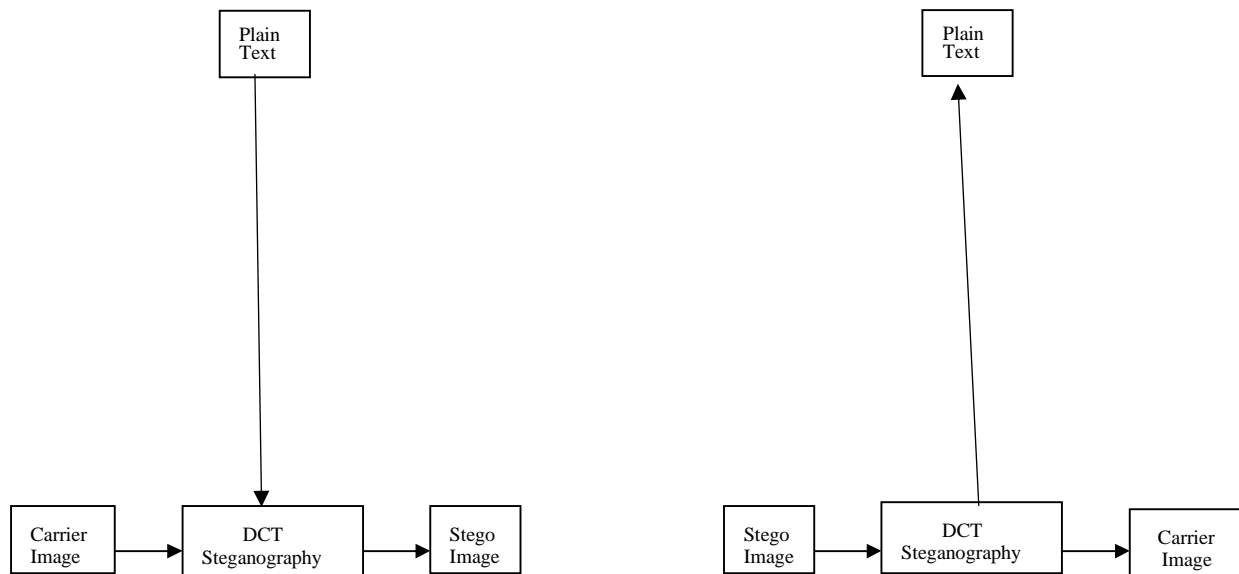 Plain
Text
Plain
Text
Carrier
Image
DCT
Steganography
Stego
Image
Stego
Image
DCT
Steganography
Carrier
Image